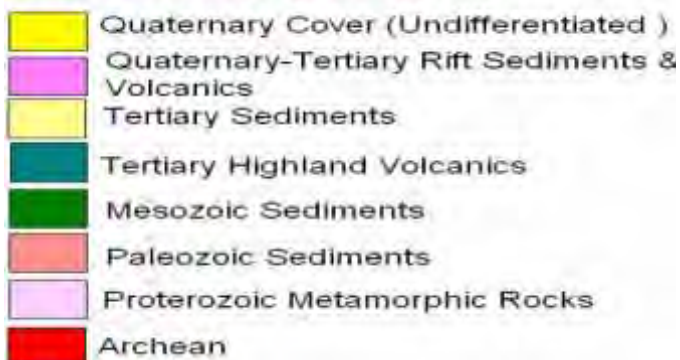 Quaternary Cover (Undifferentiated )
Quaternary-Tertiary Rift Sediments &
Volcanics
Tertiary Sediments
Tertiary Highland Volcanics
Mesozoic Sediments
Paleozoic Sediments
Proterozoic Metamorphic Rocks
Archean